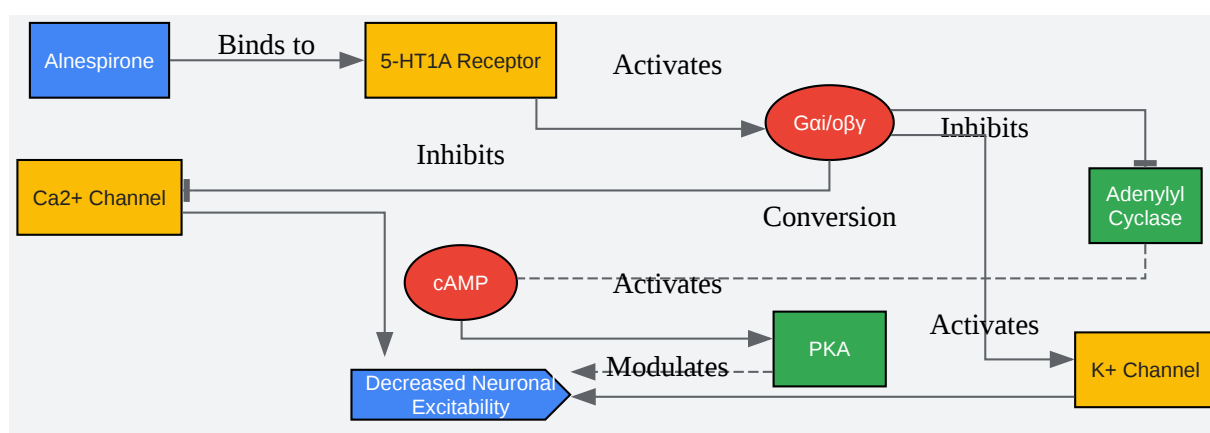 Alnespirone
Binds to
5-HT1A Receptor
Activates
Gαi/oβγ
Inhibits
Inhibits
Ca2+ Channel
Adenylyl
Cyclase
Conversion
cAMP
Activates
Activates
PKA
Modulates
K+ Channel
Decreased Neuronal
Excitability